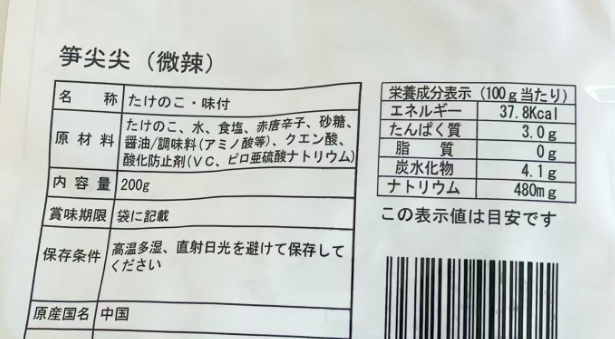 笋尖尖（微辣）
名称 たけのこ・味付
原材料 たけのこ、水、食塩、赤唐辛子、砂糖、
醤油/調味料(アミノ酸等)、クエン酸、
酸化防止剤(VC、ピロ亜硫酸ナトリウム)
内容量 200g
賞味期限 袋に記載
保存条件 高温多湿、直射日光を避けて保存して
ください
原産国名 中国
栄養成分表示（100g当たり）
エネルギー 37.8Kcal
たんぱく質 3.0g
脂質 0g
炭水化物 4.1g
ナトリウム 480mg
この表示値は目安です